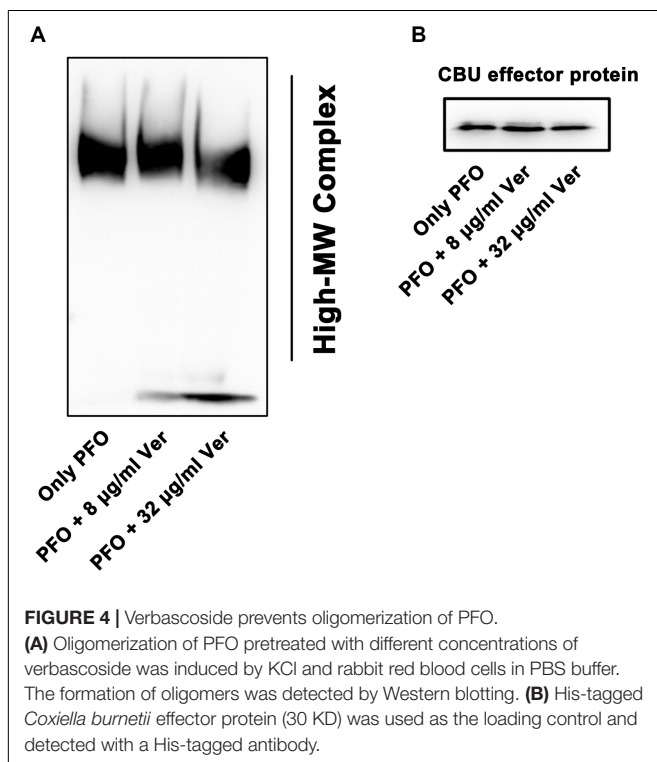 A
High-MW Complex
Only PFO
PFO + 8 µg/ml Ver
PFO + 32 µg/ml Ver
B
CBU effector protein
Only PFO
PFO + 8 µg/ml Ver
PFO + 32 µg/ml Ver
FIGURE 4 | Verbascoside prevents oligomerization of PFO.
(A) Oligomerization of PFO pretreated with different concentrations of
verbascoside was induced by KCl and rabbit red blood cells in PBS buffer.
The formation of oligomers was detected by Western blotting. (B) His-tagged
Coxiella burnetii effector protein (30 KD) was used as the loading control and
detected with a His-tagged antibody.